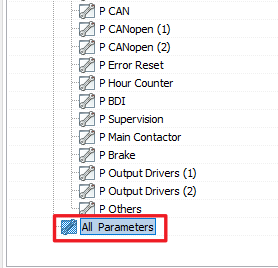 P CAN
P CANopen (1)
P CANopen (2)
P Error Reset
P Hour Counter
P BDI
P Supervision
P Main Contactor
P Brake
P Output Drivers (1)
P Output Drivers (2)
P Others
All Parameters